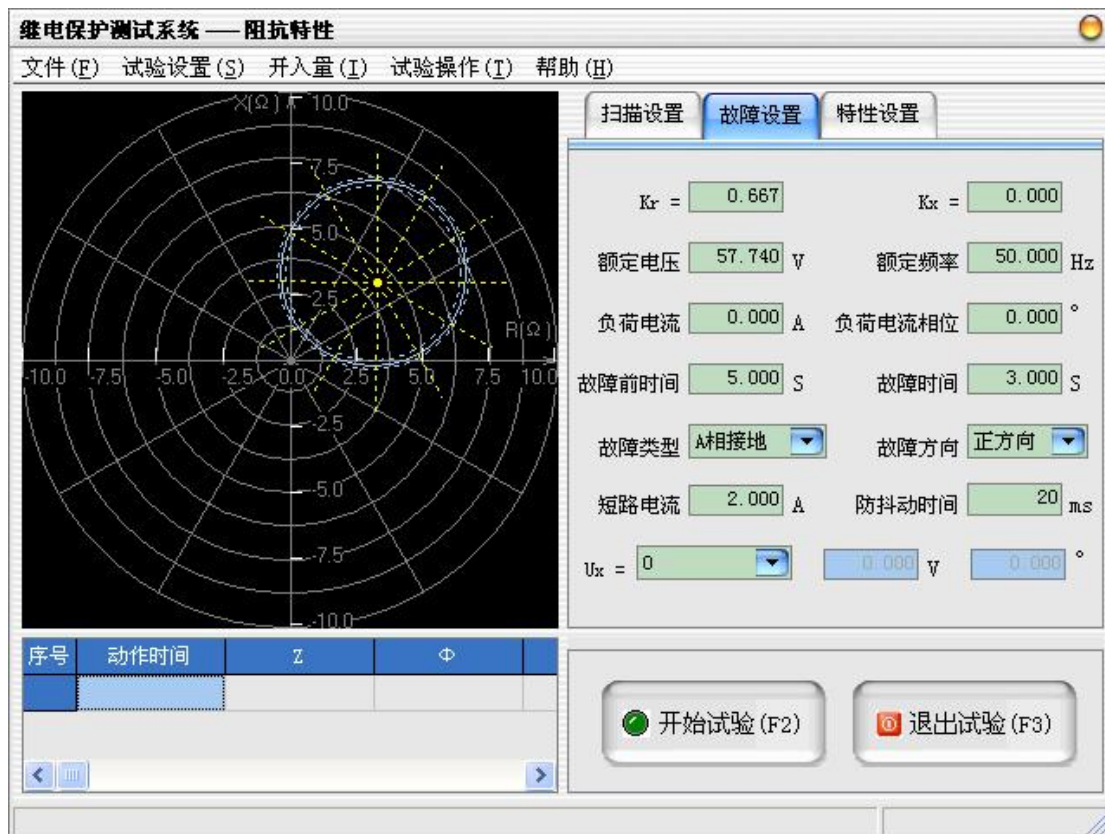 继电保护测试系统 —— 阻抗特性
文件(F) 试验设置(S) 开入量(I) 试验操作(T) 帮助(H)
X(Ω) 10.0
7.5
5.0
2.5
R(Ω)
-10.0 -7.5 -5.0 -2.5 0.0 2.5 5.0 7.5 10.0
-2.5
-5.0
-7.5
-10.0
扫描设置 故障设置 特性设置
Kr = 0.667 Kx = 0.000
额定电压 57.740 V 额定频率 50.000 Hz
负荷电流 0.000 A 负荷电流相位 0.000 °
故障前时间 5.000 S 故障时间 3.000 S
故障类型 A相接地 故障方向 正方向
短路电流 2.000 A 防抖动时间 20 ms
Ux = 0 0.000 V 0.000 °
序号 动作时间 Z Φ
开始试验(F2) 退出试验(F3)